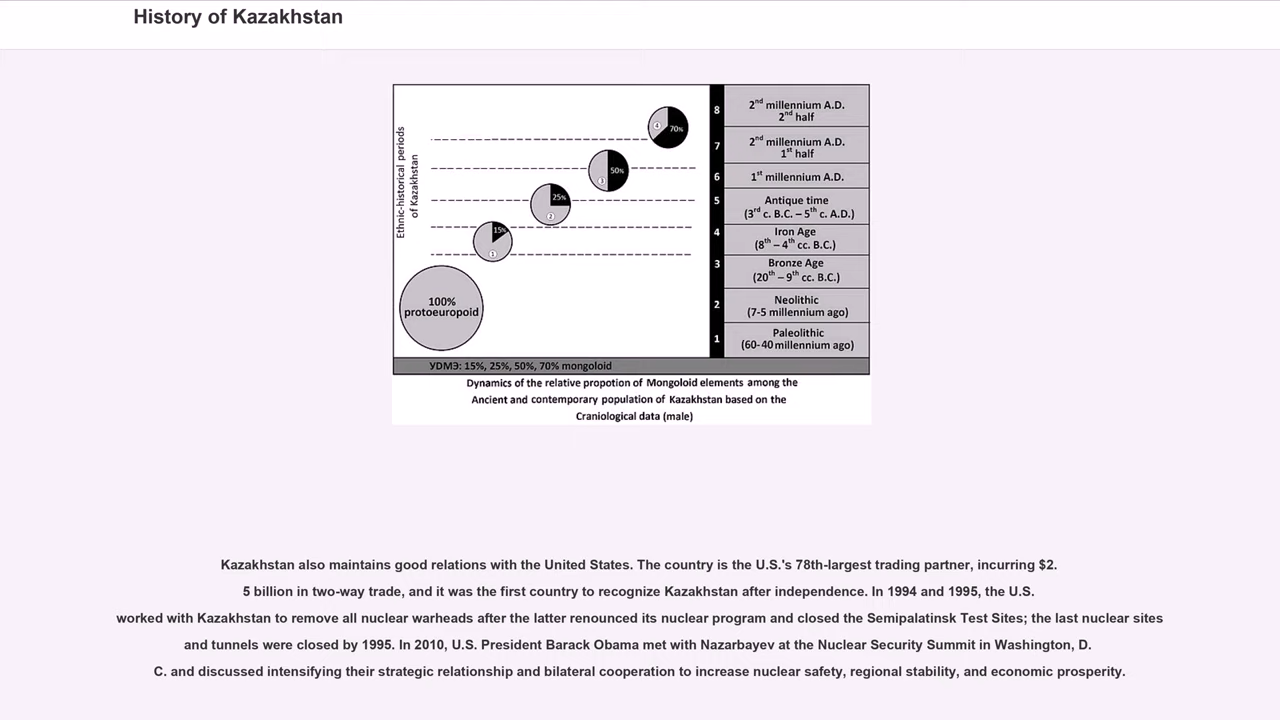 History of Kazakhstan
Ethnic-historical periods
of Kazakhstan
4
70%
3
50%
2
25%
1
15%
100%
protoeuropoid
8
2nd millennium A.D.
2nd half
7
2nd millennium A.D.
1st half
6
1st millennium A.D.
5
Antique time
(3rd c. B.C. – 5th c. A.D.)
4
Iron Age
(8th – 4th cc. B.C.)
3
Bronze Age
(20th – 9th cc. B.C.)
2
Neolithic
(7-5 millennium ago)
1
Paleolithic
(60-40 millennium ago)
УДМЭ: 15%, 25%, 50%, 70% mongoloid
Dynamics of the relative propotion of Mongoloid elements among the
Ancient and contemporary population of Kazakhstan based on the
Craniological data (male)
Kazakhstan also maintains good relations with the United States. The country is the U.S.'s 78th-largest trading partner, incurring $2.
5 billion in two-way trade, and it was the first country to recognize Kazakhstan after independence. In 1994 and 1995, the U.S.
worked with Kazakhstan to remove all nuclear warheads after the latter renounced its nuclear program and closed the Semipalatinsk Test Sites; the last nuclear sites
and tunnels were closed by 1995. In 2010, U.S. President Barack Obama met with Nazarbayev at the Nuclear Security Summit in Washington, D.
C. and discussed intensifying their strategic relationship and bilateral cooperation to increase nuclear safety, regional stability, and economic prosperity.